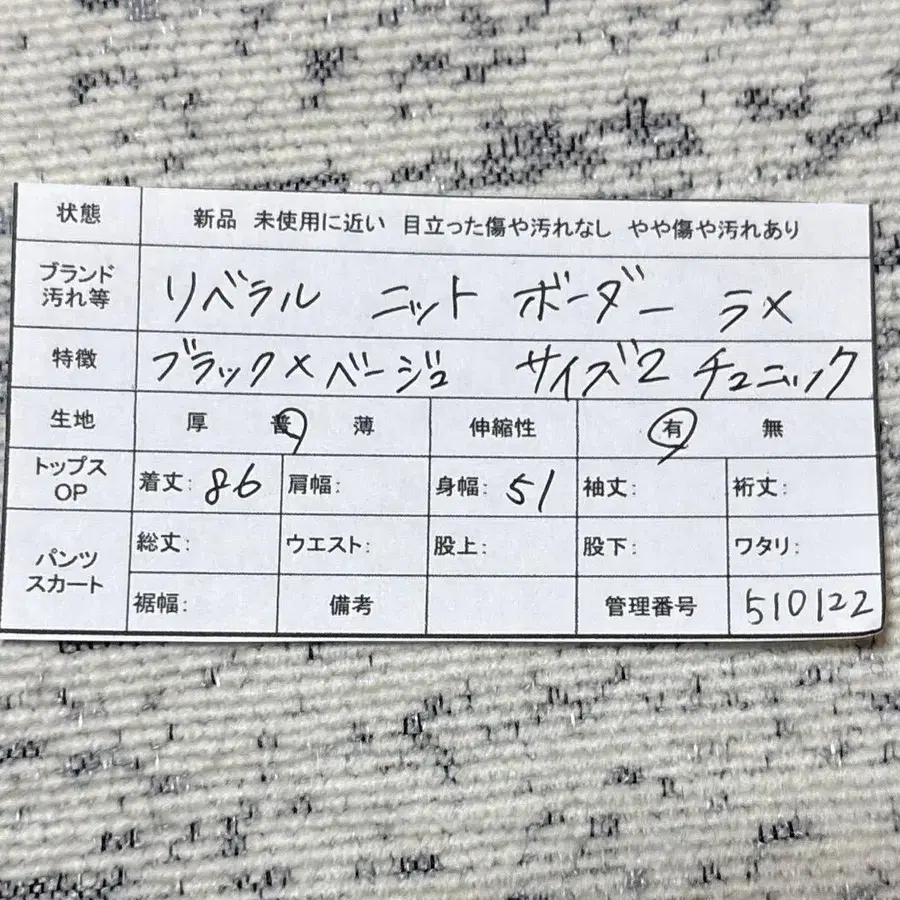 状態 新品 未使用に近い 目立った傷や汚れなし やや傷や汚れあり
ブランド
汚れ等 リベラル ニット ボーダー ラメ
特徴 ブラック×ベージュ サイズ2 チュニック
生地 厚 普 薄 伸縮性 有 無
トップス
OP 着丈: 86 肩幅: 身幅: 51 袖丈: 裄丈:
パンツ
スカート 総丈: ウエスト: 股上: 股下: ワタリ:
裾幅: 備考 管理番号 510122